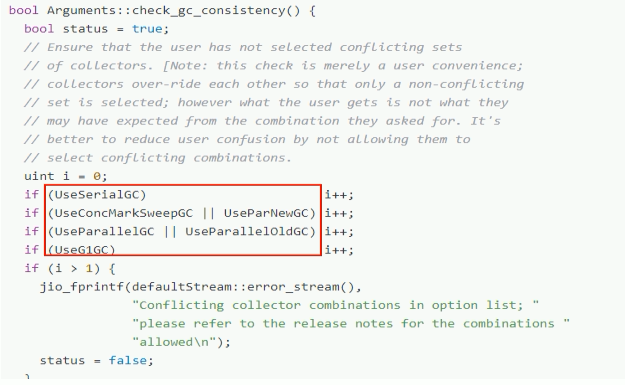 bool Arguments::check_gc_consistency() {
  bool status = true;
  // Ensure that the user has not selected conflicting sets
  // of collectors. [Note: this check is merely a user convenience;
  // collectors over-ride each other so that only a non-conflicting
  // set is selected; however what the user gets is not what they
  // may have expected from the combination they asked for. It's
  // better to reduce user confusion by not allowing them to
  // select conflicting combinations.
  uint i = 0;
  if (UseSerialGC)                       i++;
  if (UseConcMarkSweepGC || UseParNewGC) i++;
  if (UseParallelGC || UseParallelOldGC) i++;
  if (UseG1GC)                           i++;
  if (i > 1) {
    jio_fprintf(defaultStream::error_stream(),
                "Conflicting collector combinations in option list; "
                "please refer to the release notes for the combinations "
                "allowed\n");
    status = false;
  }